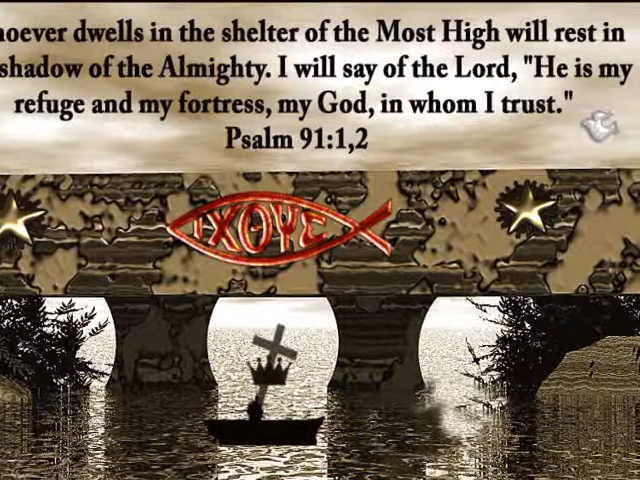 hoever dwells in the shelter of the Most High will rest in
shadow of the Almighty. I will say of the Lord, "He is my
refuge and my fortress, my God, in whom I trust."
Psalm 91:1,2
ΙΧΘΨΕ